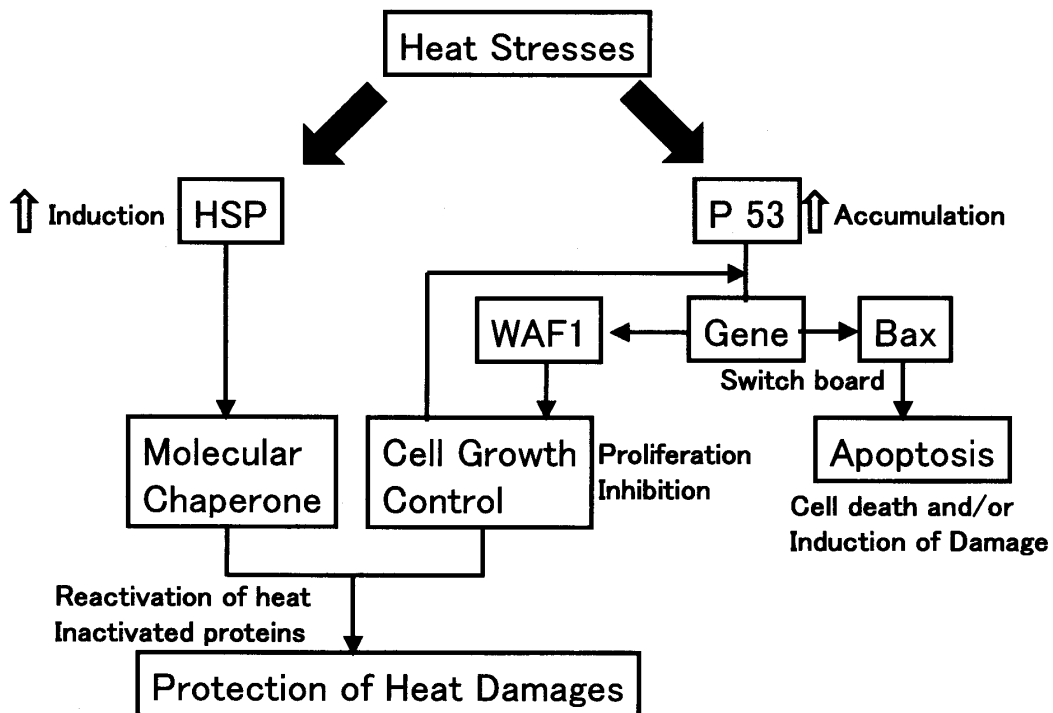 Heat Stresses
Induction
HSP
P 53
Accumulation
WAF1
Gene
Bax
Switch board
Molecular
Chaperone
Cell Growth
Control
Proliferation
Inhibition
Apoptosis
Cell death and/or
Induction of Damage
Reactivation of heat
Inactivated proteins
Protection of Heat Damages